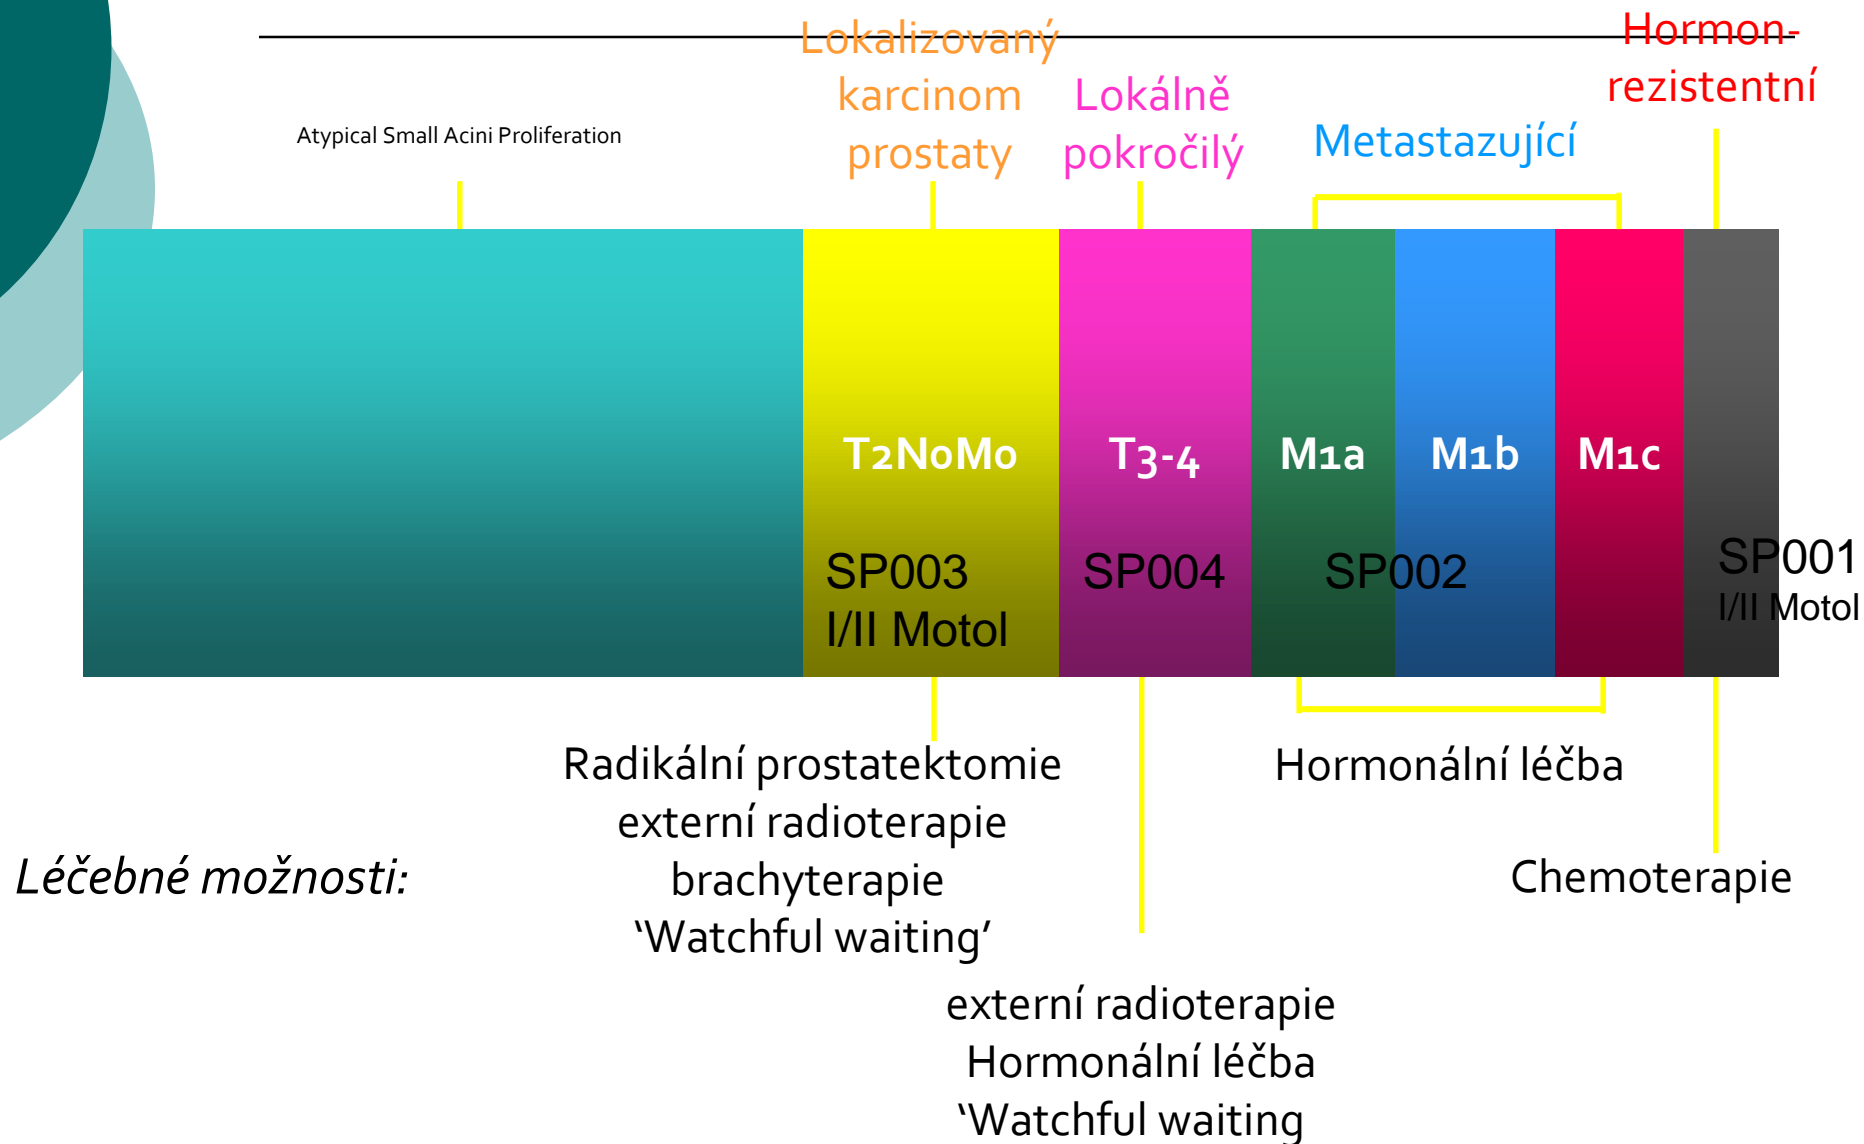 Atypical Small Acini Proliferation
Lokalizovaný
karcinom
prostaty
Lokálně
pokročilý
Metastazující
Hormon-
rezistentní
T2N0M0
T3-4
M1a
M1b
M1c
SP003
I/II Motol
SP004
SP002
SP001
I/II Motol
Léčebné možnosti:
Radikální prostatektomie
externí radioterapie
brachyterapie
‘Watchful waiting’
externí radioterapie
Hormonální léčba
‘Watchful waiting
Hormonální léčba
Chemoterapie